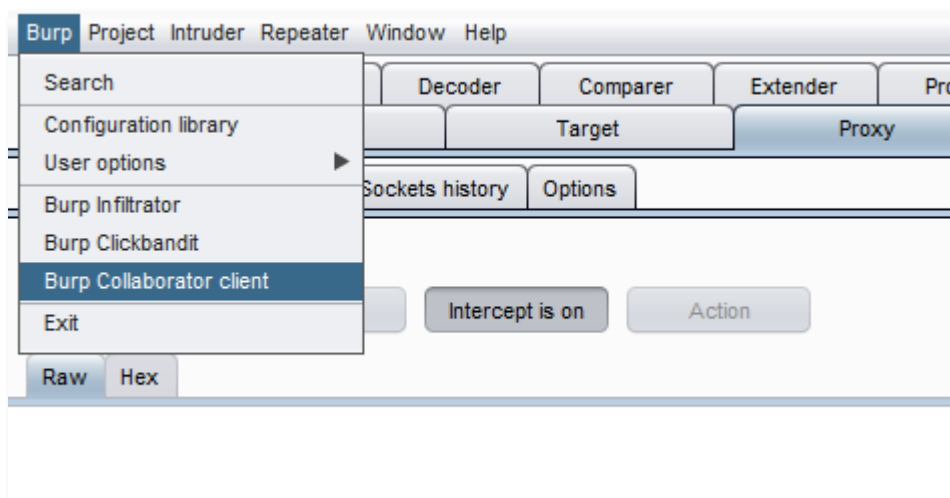 Burp Project Intruder Repeater Window Help
Search
Decoder Comparer Extender
Configuration library
Target Proxy
User options
Sockets history Options
Burp Infiltrator
Burp Clickbandit
Burp Collaborator client
Intercept is on Action
Exit
Raw Hex